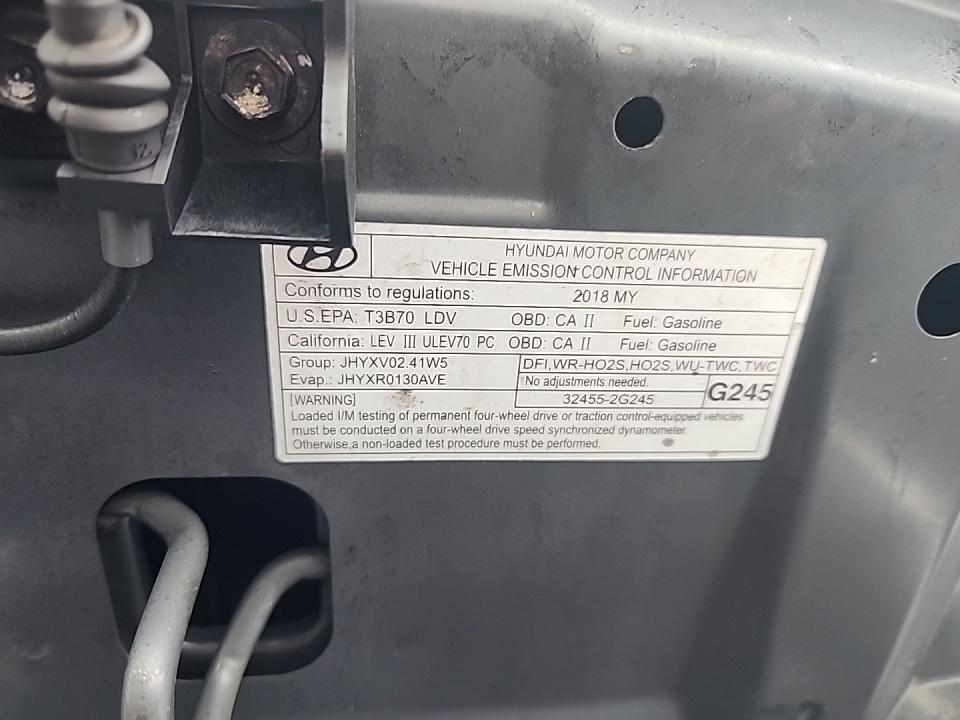 12
HYUNDAI MOTOR COMPANY
VEHICLE EMISSION CONTROL INFORMATION
Conforms to regulations: 2018 MY
U.S.EPA: T3B70 LDV OBD: CA II Fuel: Gasoline
California: LEV III ULEV70 PC OBD: CA II Fuel: Gasoline
Group: JHYXV02.41W5
Evap.: JHYXR0130AVE
DFI,WR-HO2S,HO2S,WU-TWC,TWC
No adjustments needed.
32455-2G245
G245
[WARNING]
Loaded I/M testing of permanent four-wheel drive or traction control-equipped vehicles
must be conducted on a four-wheel drive speed synchronized dynamometer.
Otherwise,a non-loaded test procedure must be performed.